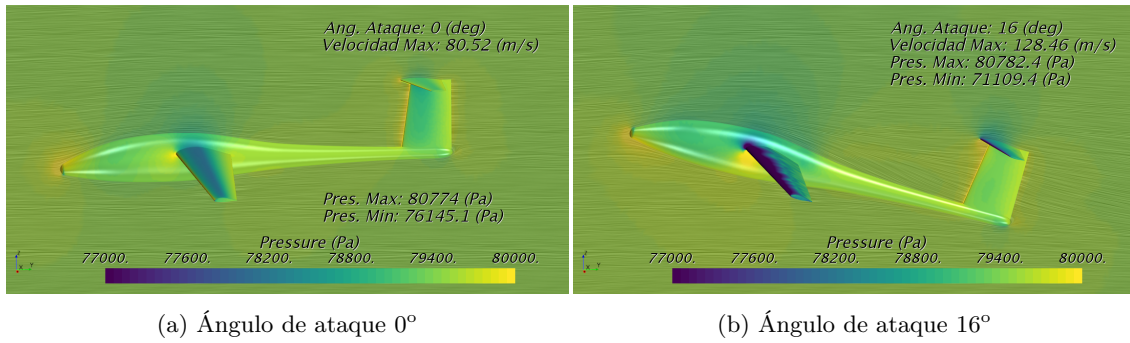 Ang. Ataque: 0 (deg)
Velocidad Max: 80.52 (m/s)
Pres. Max: 80774 (Pa)
Pres. Min: 76145.1 (Pa)
Pressure (Pa)
77000. 77600. 78200. 78800. 79400. 80000.
z
x y
(a) Ángulo de ataque 0º
Ang. Ataque: 16 (deg)
Velocidad Max: 128.46 (m/s)
Pres. Max: 80782.4 (Pa)
Pres. Min: 71109.4 (Pa)
Pressure (Pa)
77000. 77600. 78200. 78800. 79400. 80000.
z
x y
(b) Ángulo de ataque 16º